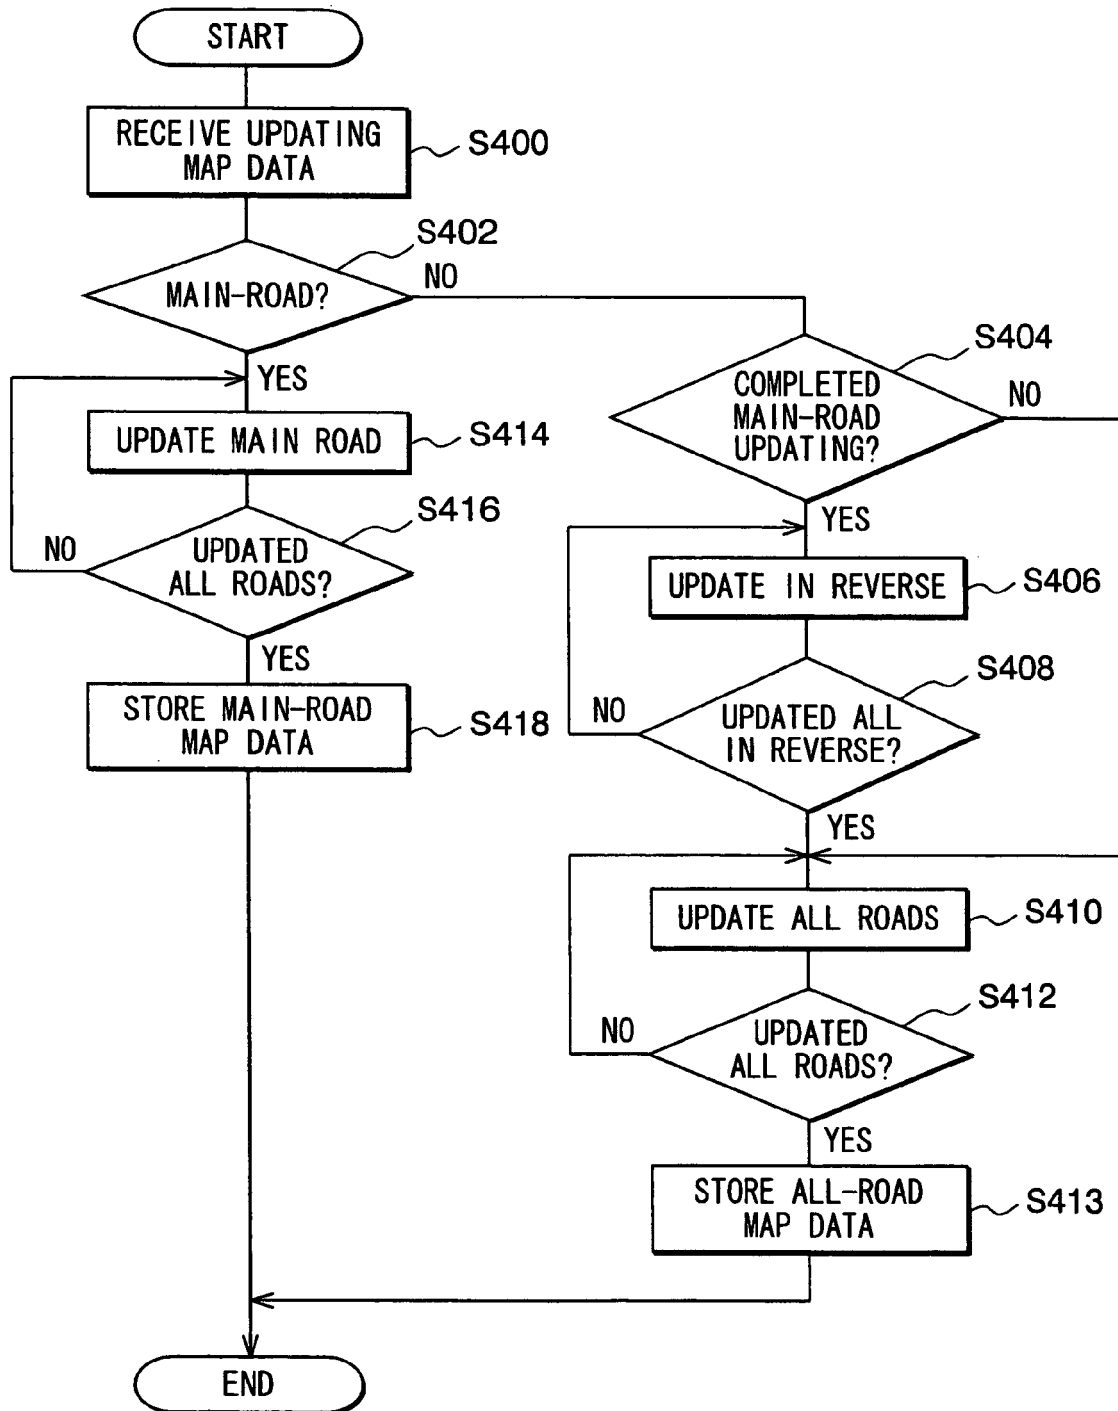 START
RECEIVE UPDATING
MAP DATA
S400
S402
MAIN-ROAD?
NO
YES
S404
COMPLETED
MAIN-ROAD
UPDATING?
NO
YES
UPDATE MAIN ROAD
S414
S416
UPDATED
ALL ROADS?
NO
YES
STORE MAIN-ROAD
MAP DATA
S418
UPDATE IN REVERSE
S406
S408
UPDATED ALL
IN REVERSE?
NO
YES
UPDATE ALL ROADS
S410
S412
UPDATED
ALL ROADS?
NO
YES
STORE ALL-ROAD
MAP DATA
S413
END